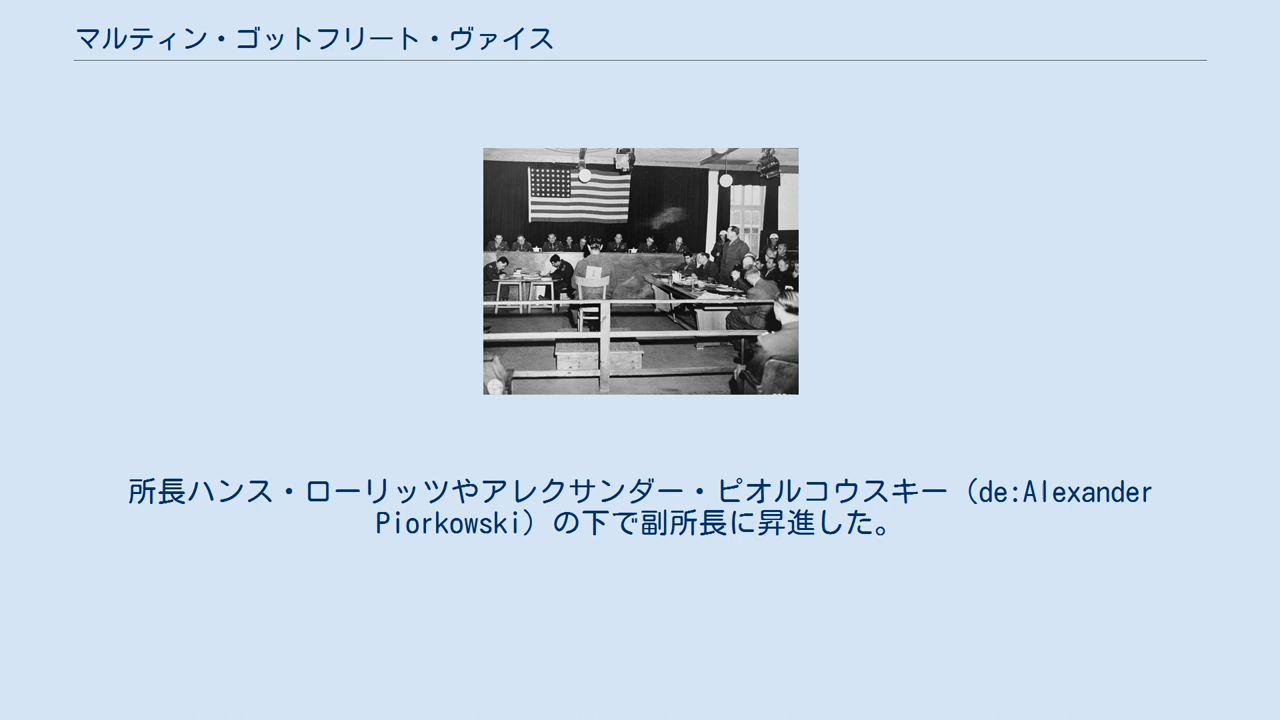 マルティン・ゴットフリート・ヴァイス
所長ハンス・ローリッツやアレクサンダー・ピオルコウスキー（de:Alexander
Piorkowski）の下で副所長に昇進した。